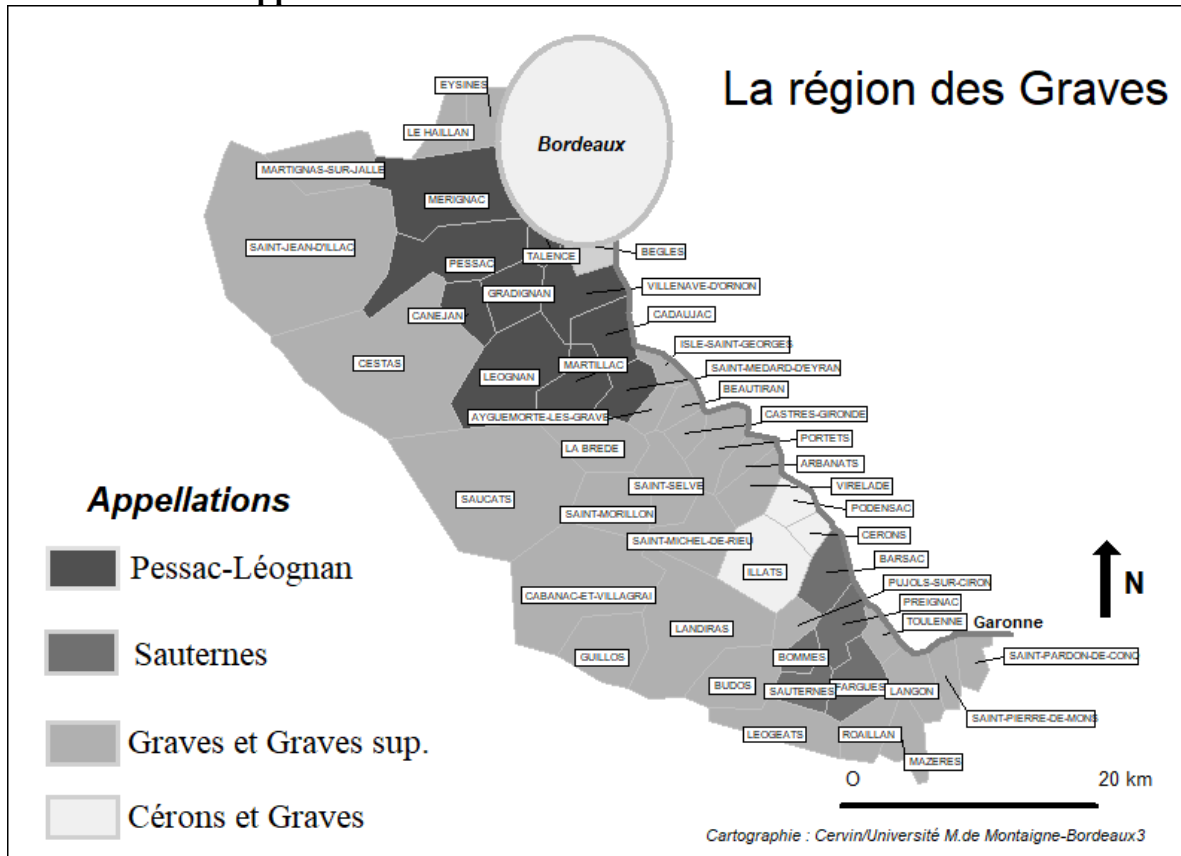 La région des Graves
EYSINES
LE HAILLAN
Bordeaux
MARTIGNAS-SUR-JALLE
MERIGNAC
SAINT-JEAN-D'ILLAC
TALENCE
BEGLES
PESSAC
GRADIGNAN
VILLENAVE-D'ORNON
CANEJAN
CADAUJAC
CESTAS
MARTILLAC
ISLE-SAINT-GEORGES
LEOGNAN
SAINT-MEDARD-D'EYRAN
BEAUTIRAN
AYGUEMORTE-LES-GRAVE
CASTRES-GIRONDE
LA BREDE
PORTETS
ARBANATS
SAINT-SELVE
VIRELADE
SAUCATS
PODENSAC
SAINT-MORILLON
SAINT-MICHEL-DE-RIEU
CERONS
ILLATS
BARSAC
PUJOLS-SUR-CIRON
CABANAC-ET-VILLAGRAI
PREIGNAC
LANDIRAS
TOULENNE
Garonne
GUILLOS
BOMMES
SAINT-PARDON-DE-CONC
BUDOS
SAUTERNES
FARGUES
LANGON
SAINT-PIERRE-DE-MONS
LEOGEATS
ROAILLAN
MAZERES
Appellations
Pessac-Léognan
Sauternes
Graves et Graves sup.
Cérons et Graves
N
O 20 km
Cartographie : Cervin/Université M.de Montaigne-Bordeaux3